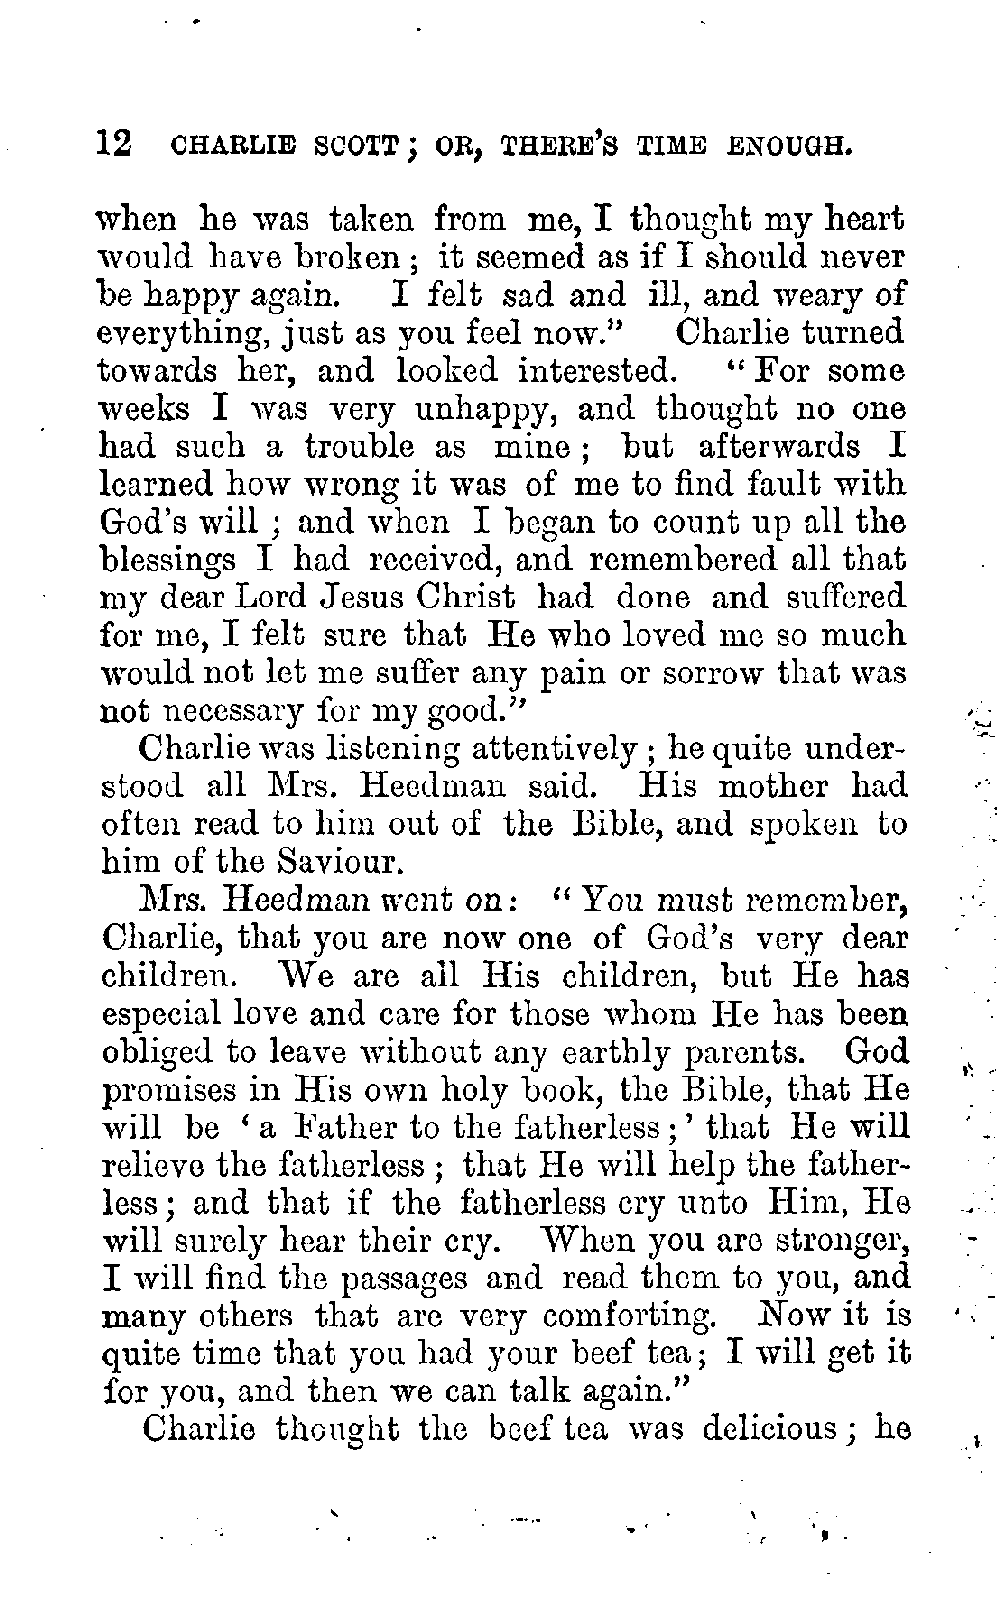 12 CHARLIE SCOTT; OR, THERE'S TIME ENOUGH.
when he was taken from me, I thought my heart
would have broken; it seemed as if I should never
be happy again. I felt sad and ill, and weary of
everything, just as you feel now." Charlie turned
towards her, and looked interested. "For some
weeks I was very unhappy, and thought no one
had such a trouble as mine; but afterwards I
learned how wrong it was of me to find fault with
God's will; and when I began to count up all the
blessings I had received, and remembered all that
my dear Lord Jesus Christ had done and suffered
for me, I felt sure that He who loved me so much
would not let me suffer any pain or sorrow that was
not necessary for my good."
Charlie was listening attentively; he quite under-
stood all Mrs. Heedman said. His mother had
often read to him out of the Bible, and spoken to
him of the Saviour.
Mrs. Heedman went on: "You must remember,
Charlie, that you are now one of God's very dear
children. We are all His children, but He has
especial love and care for those whom He has been
obliged to leave without any earthly parents. God
promises in His own holy book, the Bible, that He
will be 'a Father to the fatherless;' that He will
relieve the fatherless; that He will help the father-
less; and that if the fatherless cry unto Him, He
will surely hear their cry. When you are stronger,
I will find the passages and read them to you, and
many others that are very comforting. Now it is
quite time that you had your beef tea; I will get it
for you, and then we can talk again."
Charlie thought the beef tea was delicious; he